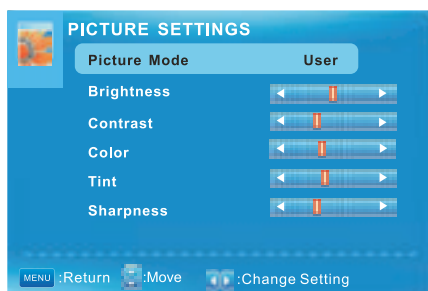 PICTURE SETTINGS
Picture Mode User
Brightness
Contrast
Color
Tint
Sharpness
MENU :Return :Move :Change Setting